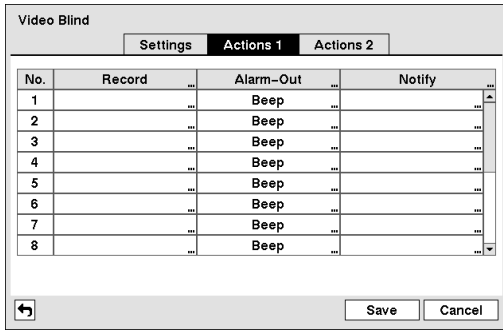 Video Blind
Settings Actions 1 Actions 2
No. Record ... Alarm-Out ... Notify ...
1 ... Beep ... ...
2 ... Beep ... ...
3 ... Beep ... ...
4 ... Beep ... ...
5 ... Beep ... ...
6 ... Beep ... ...
7 ... Beep ... ...
8 ... Beep ... ...
Save Cancel